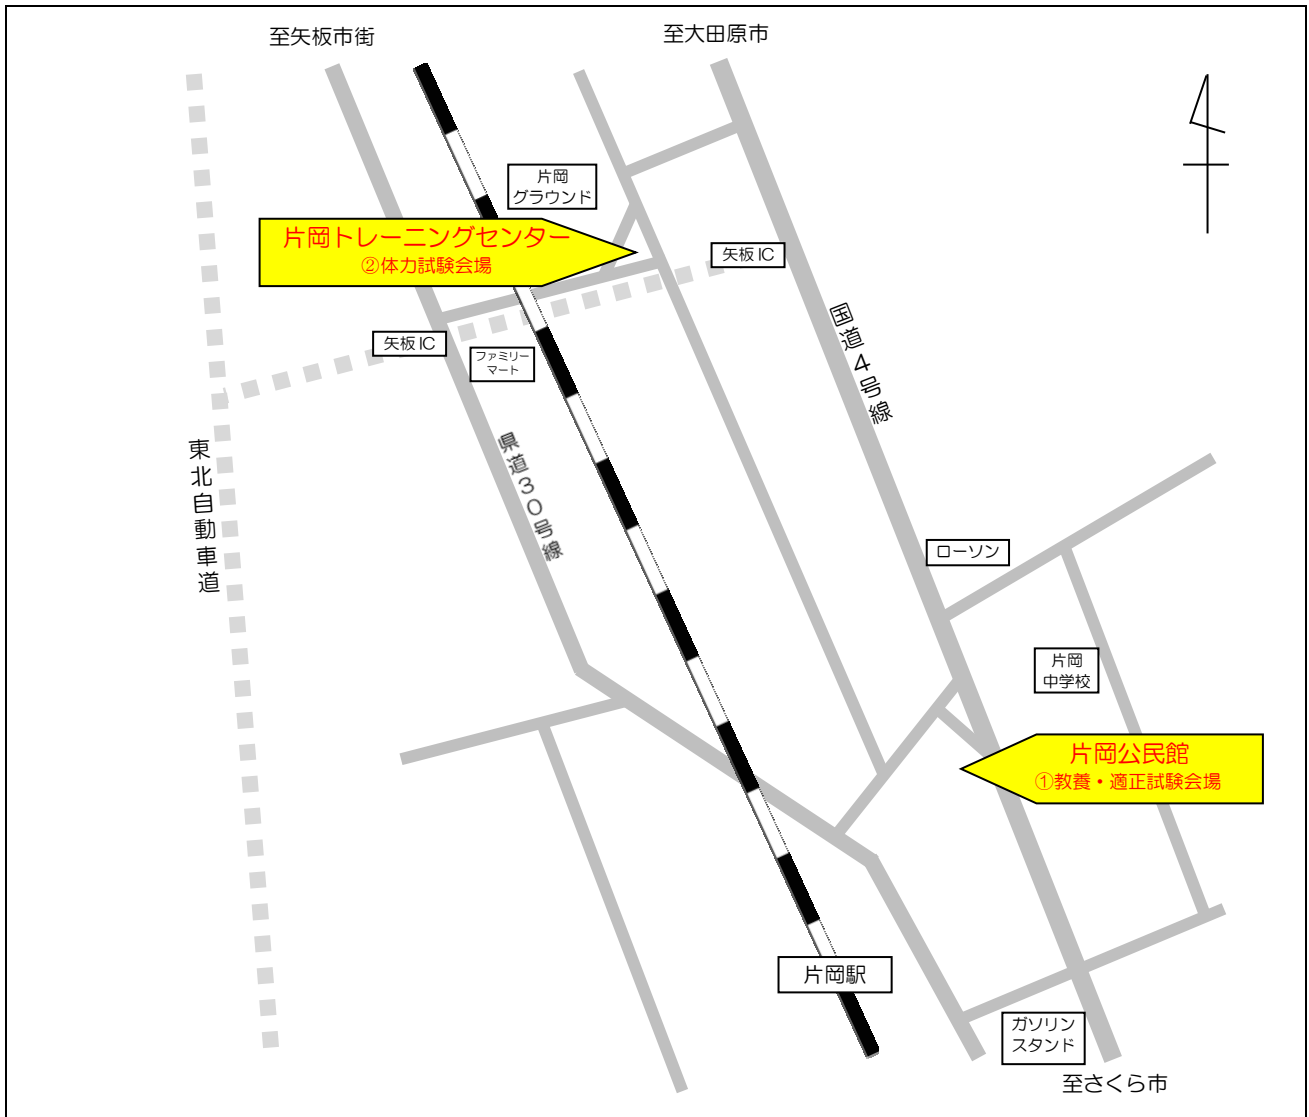 至矢板市街
至大田原市
片岡
グラウンド
片岡トレーニングセンター
②体力試験会場
矢板IC
矢板IC
ファミリー
マート
国道4号線
県道30号線
東北自動車道
ローソン
片岡
中学校
片岡公民館
①教養・適正試験会場
片岡駅
ガソリン
スタンド
至さくら市